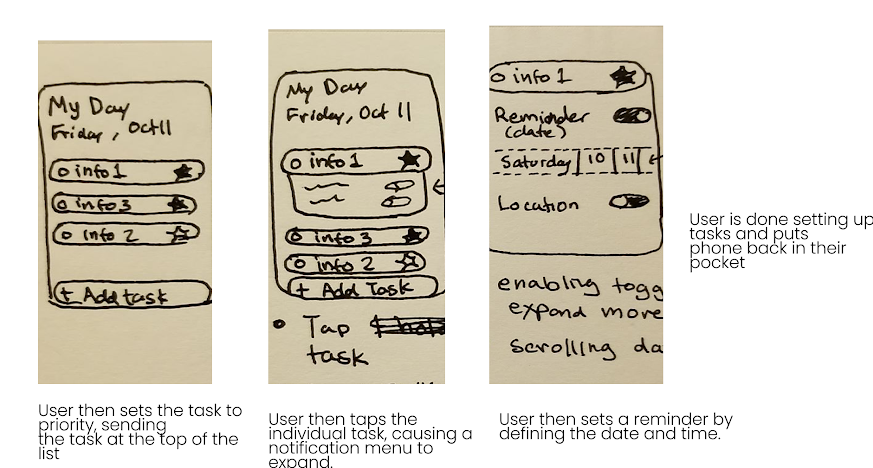 My Day
Friday, Oct 11
info 1
info 3
info 2
+ Add task
User then sets the task to
priority, sending
the task at the top of the
list
My Day
Friday, Oct 11
info 1
info 3
info 2
+ Add Task
Tap
task
User then taps the
individual task, causing a
notification menu to
expand.
info 1
Reminder
(date)
Saturday 10 11
Location
enabling togg
expand more
scrolling da
User then sets a reminder by
defining the date and time.
User is done setting up
tasks and puts
phone back in their
pocket